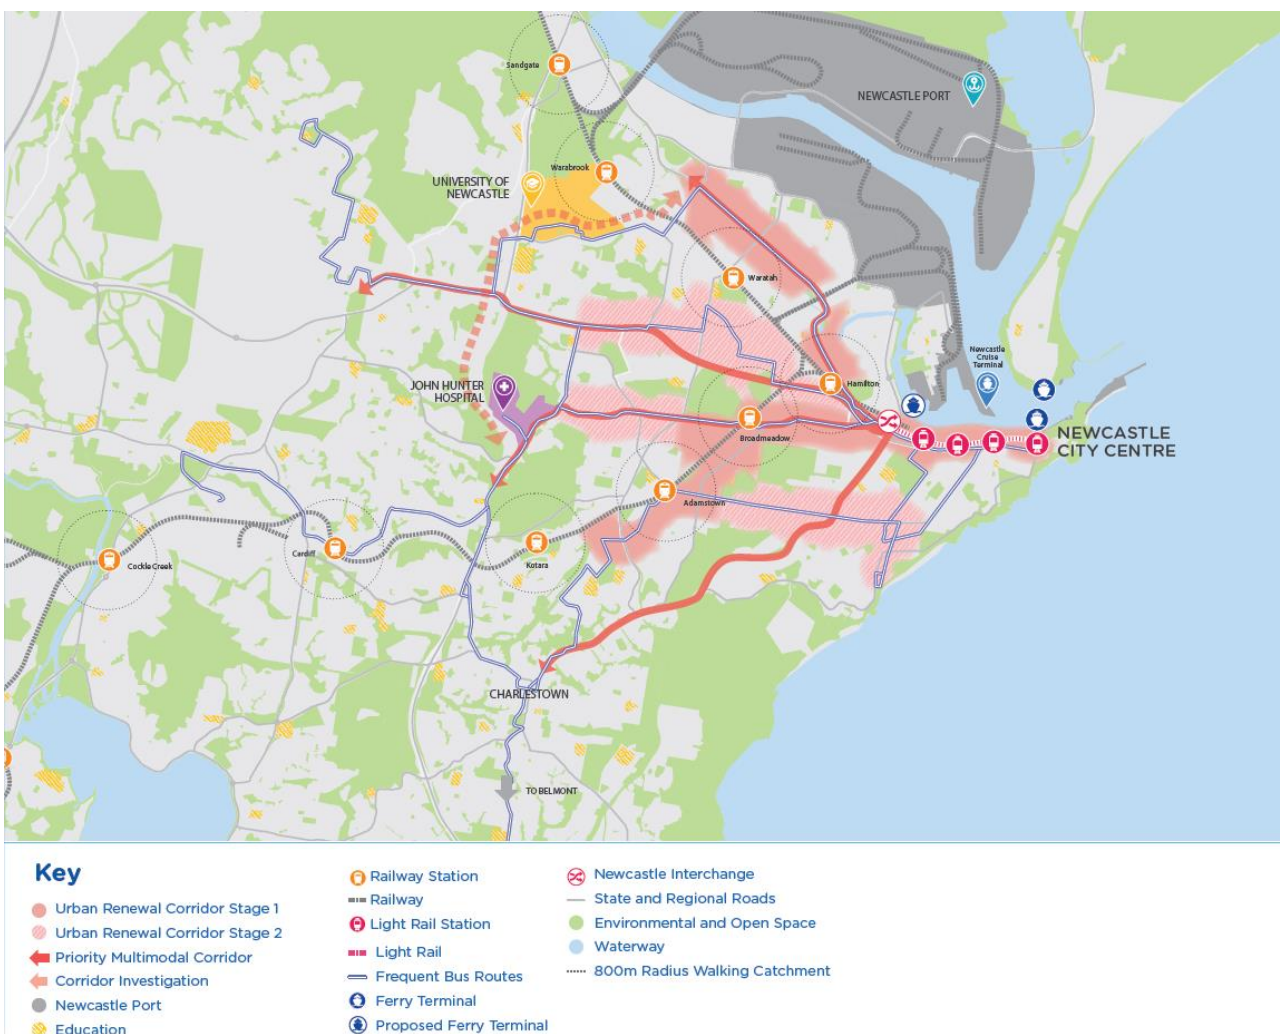 Sandgate
NEWCASTLE PORT
Warabrook
UNIVERSITY OF
NEWCASTLE
Waratah
Newcastle
Cruise
Terminal
JOHN HUNTER
HOSPITAL
Hamilton
Broadmeadow
NEWCASTLE
CITY CENTRE
Adamstown
Cardiff
Kotara
Cockle Creek
CHARLESTOWN
TO BELMONT
Key
Urban Renewal Corridor Stage 1
Urban Renewal Corridor Stage 2
Priority Multimodal Corridor
Corridor Investigation
Newcastle Port
Education
Railway Station
Railway
Light Rail Station
Light Rail
Frequent Bus Routes
Ferry Terminal
Proposed Ferry Terminal
Newcastle Interchange
State and Regional Roads
Environmental and Open Space
Waterway
800m Radius Walking Catchment